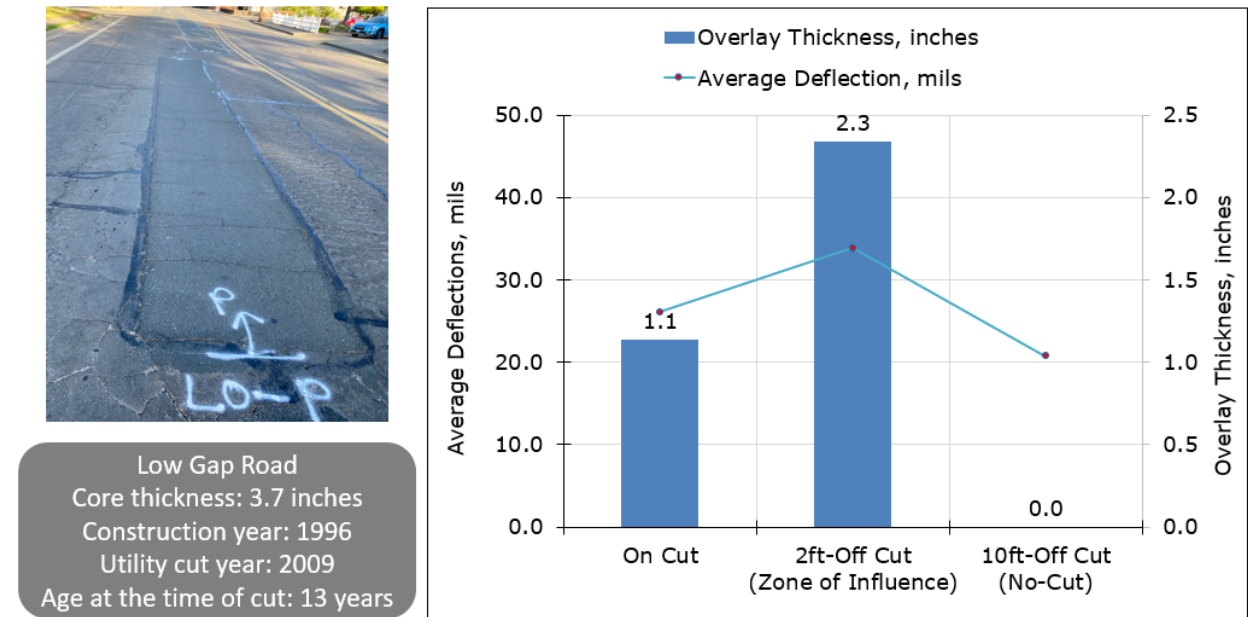 P
LO-P
Low Gap Road
Core thickness: 3.7 inches
Construction year: 1996
Utility cut year: 2009
Age at the time of cut: 13 years
Overlay Thickness, inches
Average Deflection, mils
Average Deflections, mils
50.0
40.0
30.0
20.0
10.0
0.0
1.1
2.3
0.0
2.5
2.0
1.5
1.0
0.5
0.0
Overlay Thickness, inches
On Cut
2ft-Off Cut
(Zone of Influence)
10ft-Off Cut
(No-Cut)